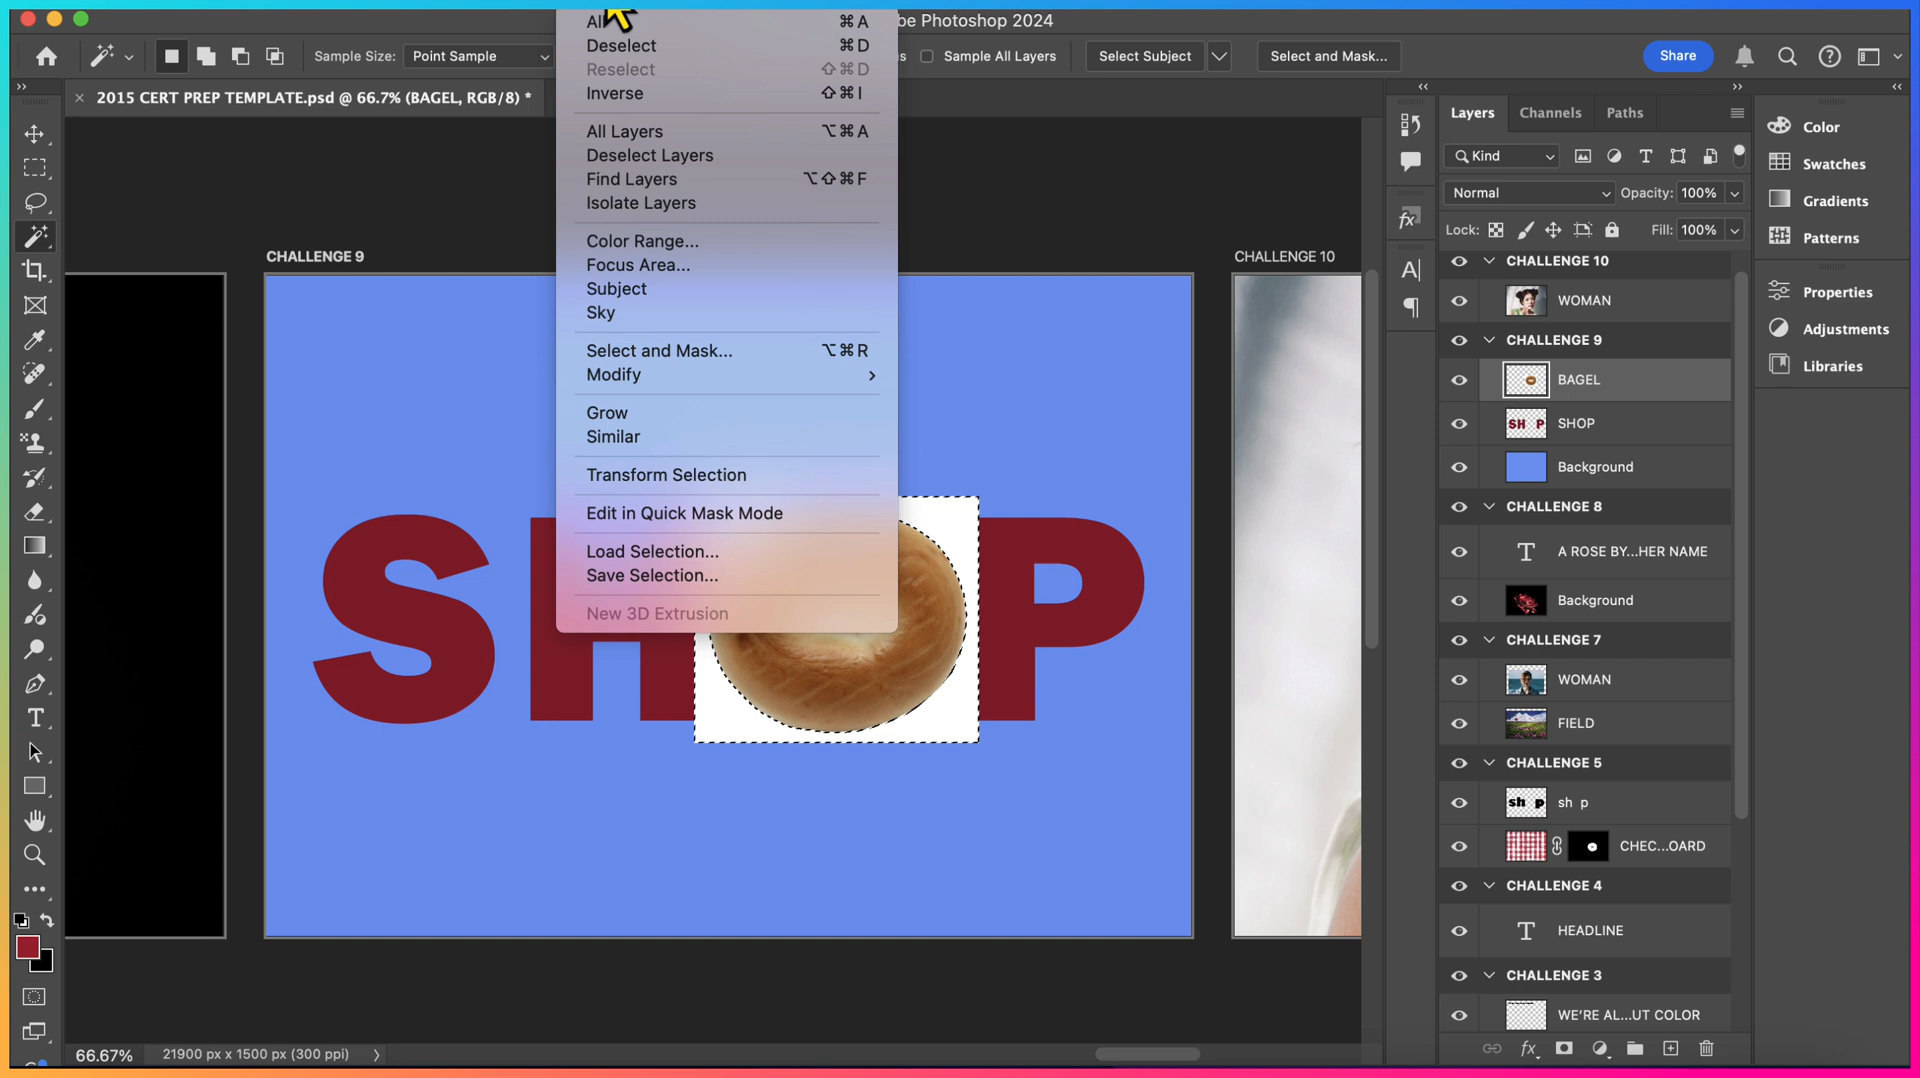 be Photoshop 2024
Sample Size: Point Sample
s Sample All Layers
Select Subject
Select and Mask...
Share
2015 CERT PREP TEMPLATE.psd @ 66.7% (BAGEL, RGB/8) *
All ⌘A
Deselect ⌘D
Reselect ⇧⌘D
Inverse ⇧⌘I
All Layers ⌥⌘A
Deselect Layers
Find Layers ⌥⇧⌘F
Isolate Layers
Color Range...
Focus Area...
Subject
Sky
Select and Mask... ⌥⌘R
Modify
Grow
Similar
Transform Selection
Edit in Quick Mask Mode
Load Selection...
Save Selection...
New 3D Extrusion
CHALLENGE 9
CHALLENGE 10
SH P
66.67% 21900 px x 1500 px (300 ppi)
Layers Channels Paths
Kind
Normal Opacity: 100%
Lock: Fill: 100%
CHALLENGE 10
WOMAN
CHALLENGE 9
BAGEL
SH P SHOP
Background
CHALLENGE 8
A ROSE BY...HER NAME
Background
CHALLENGE 7
WOMAN
FIELD
CHALLENGE 5
sh p sh p
CHEC...OARD
CHALLENGE 4
HEADLINE
CHALLENGE 3
WE'RE AL...UT COLOR
Color
Swatches
Gradients
Patterns
Properties
Adjustments
Libraries